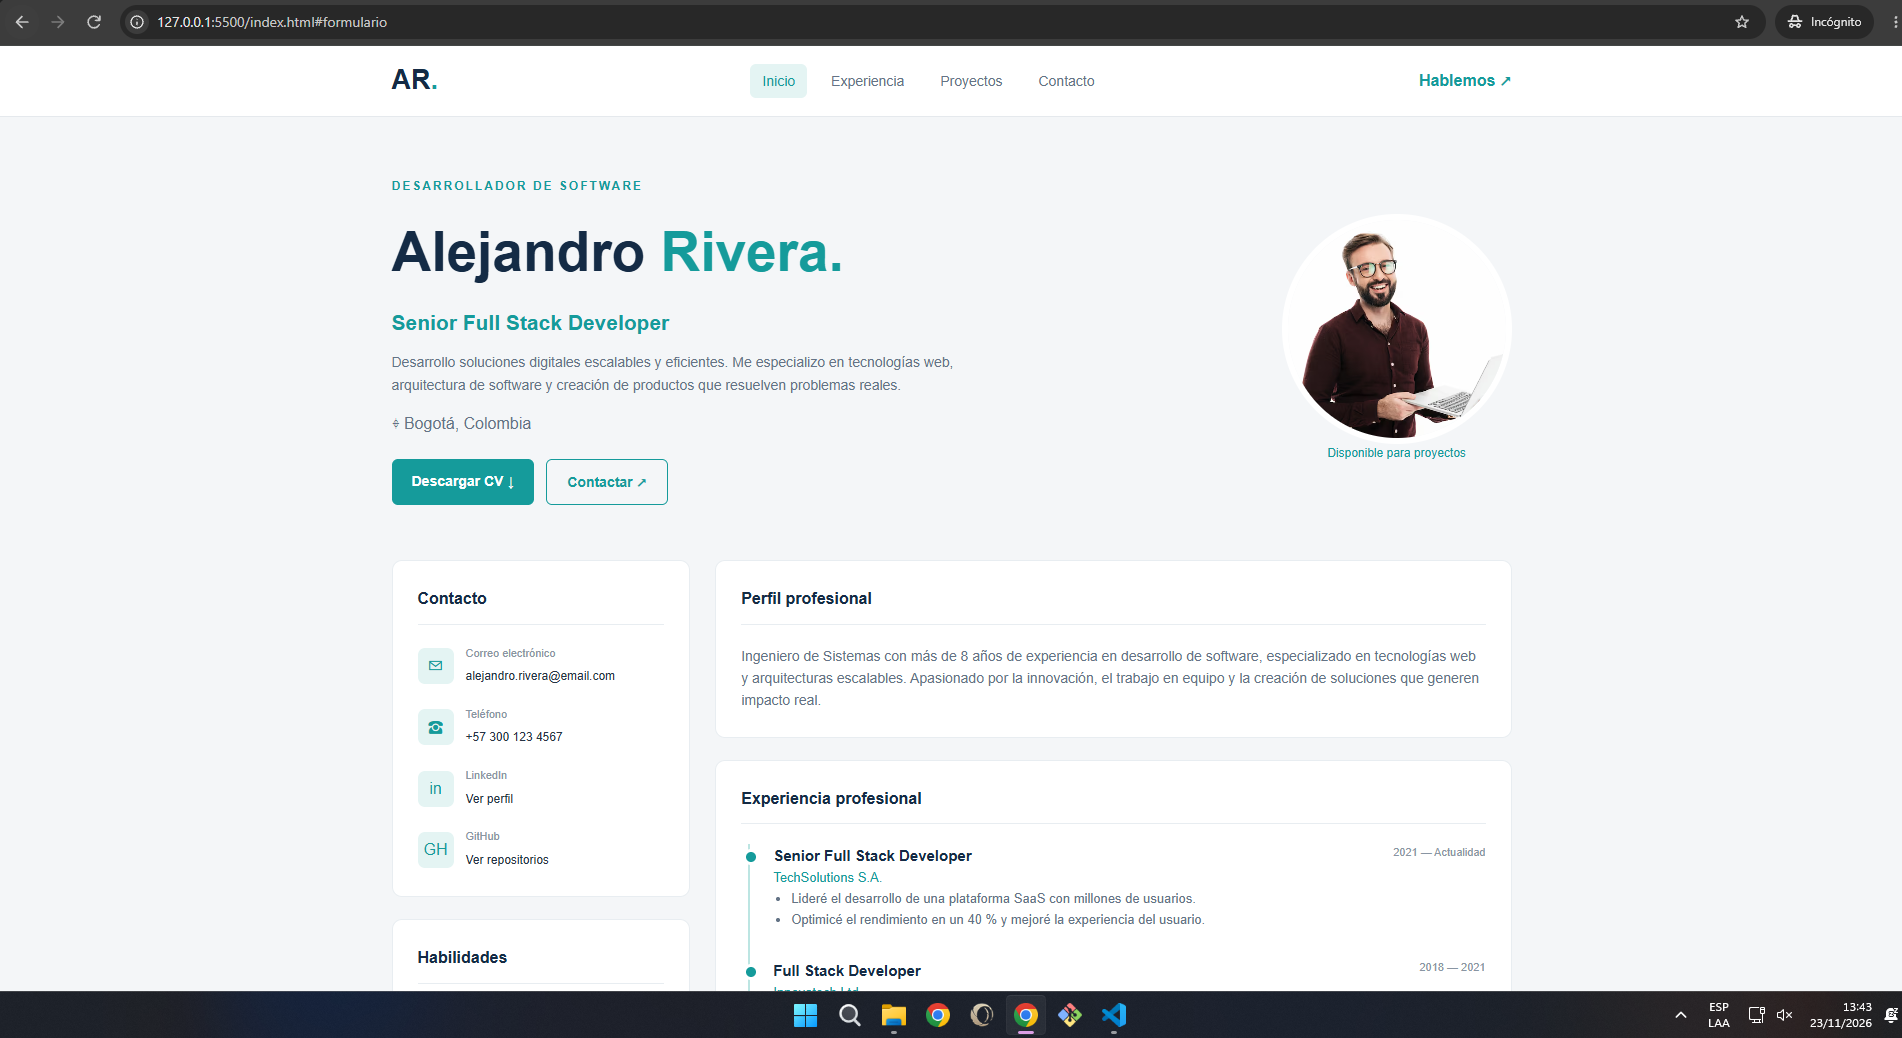 127.0.0.1:5500/index.html#formulario
Incógnito
AR.
Inicio
Experiencia
Proyectos
Contacto
Hablemos ↗
DESARROLLADOR DE SOFTWARE
Alejandro Rivera.
Senior Full Stack Developer
Desarrollo soluciones digitales escalables y eficientes. Me especializo en tecnologías web,
arquitectura de software y creación de productos que resuelven problemas reales.
Bogotá, Colombia
Descargar CV ↓
Contactar ↗
Disponible para proyectos
Contacto
Correo electrónico
alejandro.rivera@email.com
Teléfono
+57 300 123 4567
in
LinkedIn
Ver perfil
GH
GitHub
Ver repositorios
Habilidades
Perfil profesional
Ingeniero de Sistemas con más de 8 años de experiencia en desarrollo de software, especializado en tecnologías web
y arquitecturas escalables. Apasionado por la innovación, el trabajo en equipo y la creación de soluciones que generen
impacto real.
Experiencia profesional
Senior Full Stack Developer
2021 — Actualidad
TechSolutions S.A.
• Lideré el desarrollo de una plataforma SaaS con millones de usuarios.
• Optimicé el rendimiento en un 40 % y mejoré la experiencia del usuario.
Full Stack Developer
2018 — 2021
ESP
LAA
13:43
23/11/2026